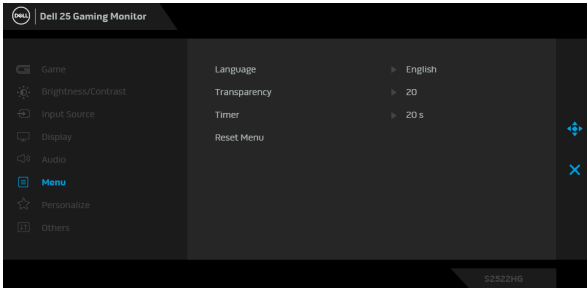 DELL Dell 25 Gaming Monitor
Game
Brightness/Contrast
Input Source
Display
Audio
Menu
Personalize
Others
Language English
Transparency 20
Timer 20 s
Reset Menu
S2522HG